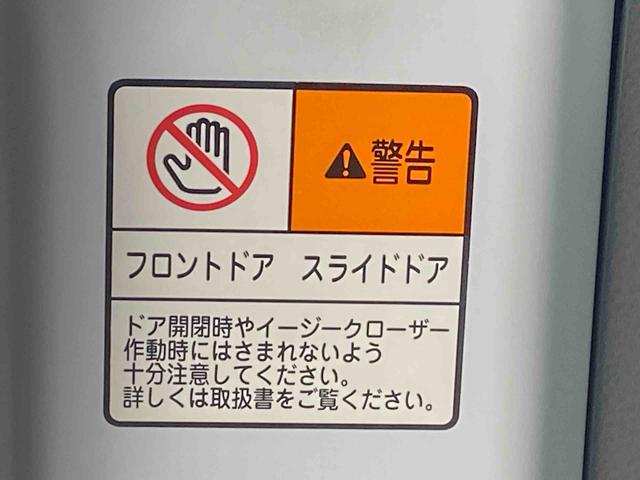 警告
フロントドア　スライドドア
ドア開閉時やイージークローザー
作動時にはさまれないよう
十分注意してください。
詳しくは取扱書をご覧ください。